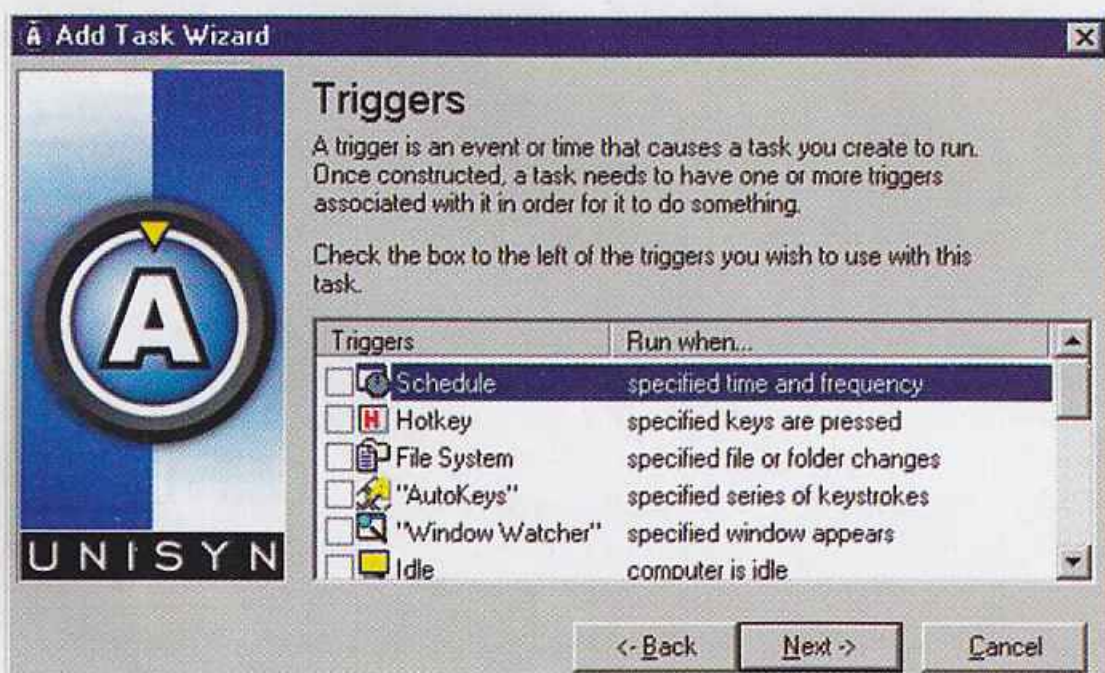 Add Task Wizard
Triggers
A trigger is an event or time that causes a task you create to run.
Once constructed, a task needs to have one or more triggers
associated with it in order for it to do something.
Check the box to the left of the triggers you wish to use with this
task.
Triggers Run when...
Schedule specified time and frequency
H Hotkey specified keys are pressed
File System specified file or folder changes
"AutoKeys" specified series of keystrokes
"Window Watcher" specified window appears
Idle computer is idle
A
UNISYN
<- Back Next -> Cancel